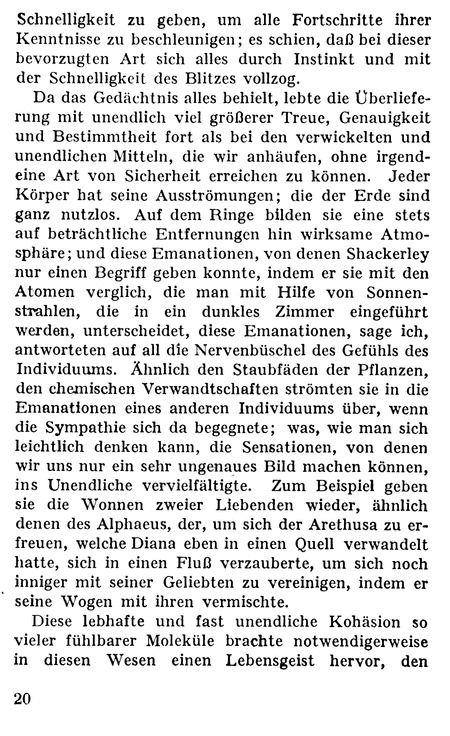 Schnelligkeit zu geben, um alle Fortschritte ihrer
Kenntnisse zu beschleunigen; es schien, daß bei dieser
bevorzugten Art sich alles durch Instinkt und mit
der Schnelligkeit des Blitzes vollzog.
Da das Gedächtnis alles behielt, lebte die Überliefe-
rung mit unendlich viel größerer Treue, Genauigkeit
und Bestimmtheit fort als bei den verwickelten und
unendlichen Mitteln, die wir anhäufen, ohne irgend-
eine Art von Sicherheit erreichen zu können. Jeder
Körper hat seine Ausströmungen; die der Erde sind
ganz nutzlos. Auf dem Ringe bilden sie eine stets
auf beträchtliche Entfernungen hin wirksame Atmo-
sphäre; und diese Emanationen, von denen Shackerley
nur einen Begriff geben konnte, indem er sie mit den
Atomen verglich, die man mit Hilfe von Sonnen-
strahlen, die in ein dunkles Zimmer eingeführt
werden, unterscheidet, diese Emanationen, sage ich,
antworteten auf all die Nervenbüschel des Gefühls des
Individuums. Ähnlich den Staubfäden der Pflanzen,
den chemischen Verwandtschaften strömten sie in die
Emanationen eines anderen Individuums über, wenn
die Sympathie sich da begegnete; was, wie man sich
leichtlich denken kann, die Sensationen, von denen
wir uns nur ein sehr ungenaues Bild machen können,
ins Unendliche vervielfältigte. Zum Beispiel geben
sie die Wonnen zweier Liebenden wieder, ähnlich
denen des Alphaeus, der, um sich der Arethusa zu er-
freuen, welche Diana eben in einen Quell verwandelt
hatte, sich in einen Fluß verzauberte, um sich noch
inniger mit seiner Geliebten zu vereinigen, indem er
seine Wogen mit ihren vermischte.
Diese lebhafte und fast unendliche Kohäsion so
vieler fühlbarer Moleküle brachte notwendigerweise
in diesen Wesen einen Lebensgeist hervor, den
20